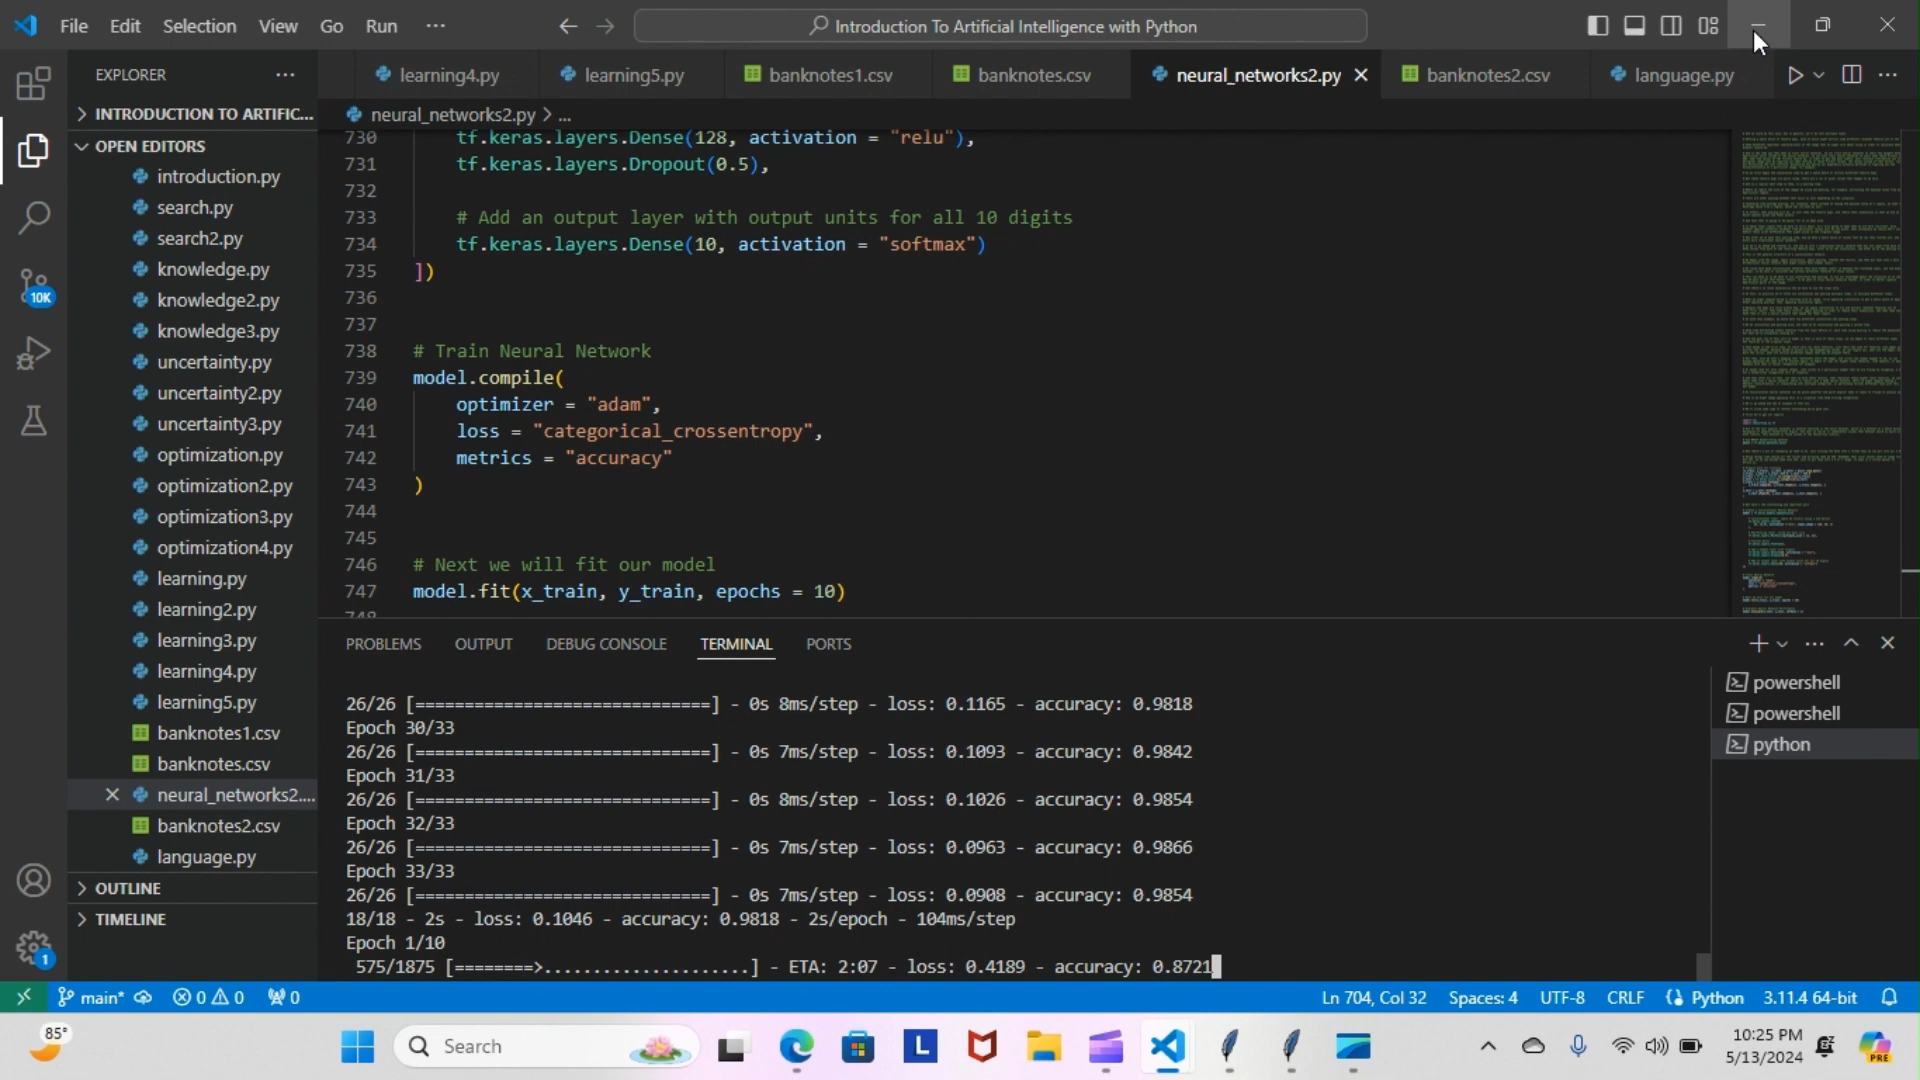 File Edit Selection View Go Run ···
Introduction To Artificial Intelligence with Python
EXPLORER ···
learning4.py learning5.py banknotes1.csv banknotes.csv neural_networks2.py banknotes2.csv language.py
INTRODUCTION TO ARTIFIC...
neural_networks2.py > ...
OPEN EDITORS
introduction.py
search.py
search2.py
knowledge.py
knowledge2.py
knowledge3.py
uncertainty.py
uncertainty2.py
uncertainty3.py
optimization.py
optimization2.py
optimization3.py
optimization4.py
learning.py
learning2.py
learning3.py
learning4.py
learning5.py
banknotes1.csv
banknotes.csv
neural_networks2....
banknotes2.csv
language.py
OUTLINE
TIMELINE
10K
1
730 tf.keras.layers.Dense(128, activation = "relu"),
731 tf.keras.layers.Dropout(0.5),
732
733 # Add an output layer with output units for all 10 digits
734 tf.keras.layers.Dense(10, activation = "softmax")
735 ])
736
737
738 # Train Neural Network
739 model.compile(
740 optimizer = "adam",
741 loss = "categorical_crossentropy",
742 metrics = "accuracy"
743 )
744
745
746 # Next we will fit our model
747 model.fit(x_train, y_train, epochs = 10)
748
PROBLEMS OUTPUT DEBUG CONSOLE TERMINAL PORTS
26/26 [==============================] - 0s 8ms/step - loss: 0.1165 - accuracy: 0.9818
Epoch 30/33
26/26 [==============================] - 0s 7ms/step - loss: 0.1093 - accuracy: 0.9842
Epoch 31/33
26/26 [==============================] - 0s 8ms/step - loss: 0.1026 - accuracy: 0.9854
Epoch 32/33
26/26 [==============================] - 0s 7ms/step - loss: 0.0963 - accuracy: 0.9866
Epoch 33/33
26/26 [==============================] - 0s 7ms/step - loss: 0.0908 - accuracy: 0.9854
18/18 - 2s - loss: 0.1046 - accuracy: 0.9818 - 2s/epoch - 104ms/step
Epoch 1/10
575/1875 [========>.....................] - ETA: 2:07 - loss: 0.4189 - accuracy: 0.8721
powershell
powershell
python
main* 0 0 0
Ln 704, Col 32 Spaces: 4 UTF-8 CRLF Python 3.11.4 64-bit
85°
Search
L
10:25 PM
5/13/2024
PRE